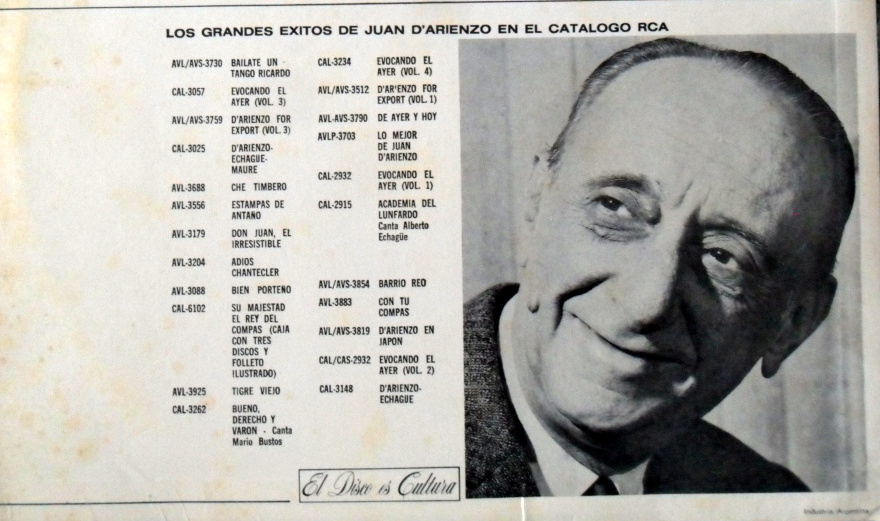 LOS GRANDES EXITOS DE JUAN D'ARIENZO EN EL CATALOGO RCA
AVL/AVS-3730 BAILATE UN
TANGO RICARDO
CAL-3057 EVOCANDO EL
AYER (VOL. 3)
AVL/AVS-3759 D'ARIENZO FOR
EXPORT (VOL. 3)
CAL-3025 D'ARIENZO-
ECHAGUE-
MAURE
AVL-3688 CHE TIMBERO
AVL-3556 ESTAMPAS DE
ANTAÑO
AVL-3179 DON JUAN, EL
IRRESISTIBLE
AVL-3204 ADIOS
CHANTECLER
AVL-3088 BIEN PORTEÑO
CAL-6102 SU MAJESTAD
EL REY DEL
COMPAS (CAJA
CON TRES
DISCOS Y
FOLLETO
ILUSTRADO)
AVL-3925 TIGRE VIEJO
CAL-3262 BUENO,
DERECHO Y
VARON - Canta
Mario Bustos
CAL-3234 EVOCANDO EL
AYER (VOL. 4)
AVL/AVS-3512 D'AR'ENZO FOR
EXPORT (VOL. 1)
AVL-AVS-3790 DE AYER Y HOY
AVLP-3703 LO MEJOR
DE JUAN
D'ARIENZO
CAL-2932 EVOCANDO EL
AYER (VOL. 1)
CAL-2915 ACADEMIA DEL
LUNFARDO
Canta Alberto
Echagüe
AVL/AVS-3854 BARRIO REO
AVL-3883 CON TU
COMPAS
AVL/AVS-3819 D'ARIENZO EN
JAPON
CAL/CAS-2932 EVOCANDO EL
AYER (VOL. 2)
CAL-3148 D'ARIENZO-
ECHAGUE
El Disco es Cultura
Industria Argentina